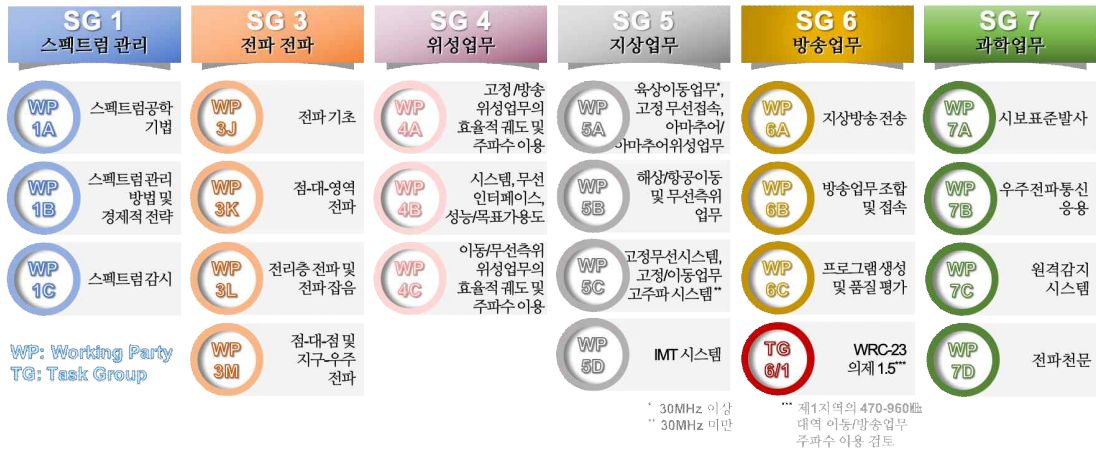 SG 1
스펙트럼 관리
WP
1A
스펙트럼공학
기법
WP
1B
스펙트럼관리
방법 및
경제적 전략
WP
1C
스펙트럼 감시
WP: Working Party
TG: Task Group
SG 3
전파 전파
WP
3J
전파 기초
WP
3K
점-대-영역
전파
WP
3L
전리층 전파 및
전파 잡음
WP
3M
점-대-점 및
지구-우주
전파
SG 4
위성업무
WP
4A
고정/방송
위성업무의
효율적 궤도 및
주파수 이용
WP
4B
시스템, 무선
인터페이스,
성능/목표가용도
WP
4C
이동/무선측위
위성업무의
효율적 궤도 및
주파수 이용
SG 5
지상업무
WP
5A
육상이동업무*,
고정 무선접속,
아마추어/
아마추어위성업무
WP
5B
해상/항공이동
및 무선측위
업무
WP
5C
고정무선시스템,
고정/이동업무
고주파 시스템**
WP
5D
IMT 시스템
* 30MHz 이상
** 30MHz 미만
SG 6
방송업무
WP
6A
지상방송 전송
WP
6B
방송업무 조합
및 접속
WP
6C
프로그램 생성
및 품질 평가
TG
6/1
WRC-23
의제 1.5***
*** 제1지역의 470-960㎒
대역 이동/방송업무
주파수 이용 검토
SG 7
과학업무
WP
7A
시보표준발사
WP
7B
우주전파통신
응용
WP
7C
원격감지
시스템
WP
7D
전파천문